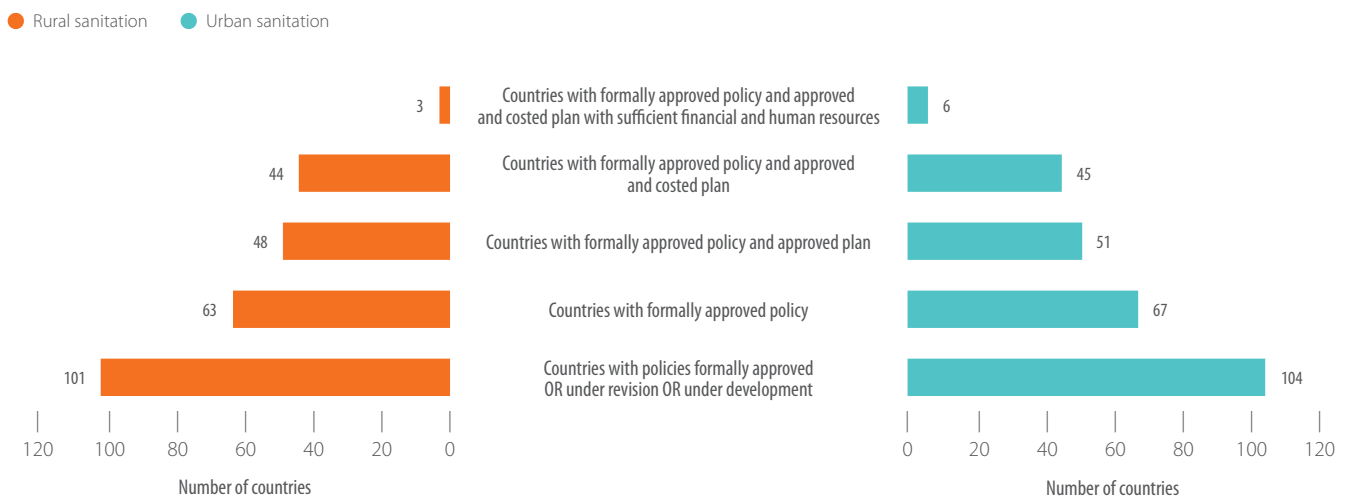 Rural sanitation Urban sanitation
3 Countries with formally approved policy and approved 6
and costed plan with sufficient financial and human resources
44 Countries with formally approved policy and approved 45
and costed plan
48 Countries with formally approved policy and approved plan 51
63 Countries with formally approved policy 67
101 Countries with policies formally approved 104
OR under revision OR under development
120 100 80 60 40 20 0 0 20 40 60 80 100 120
Number of countries Number of countries